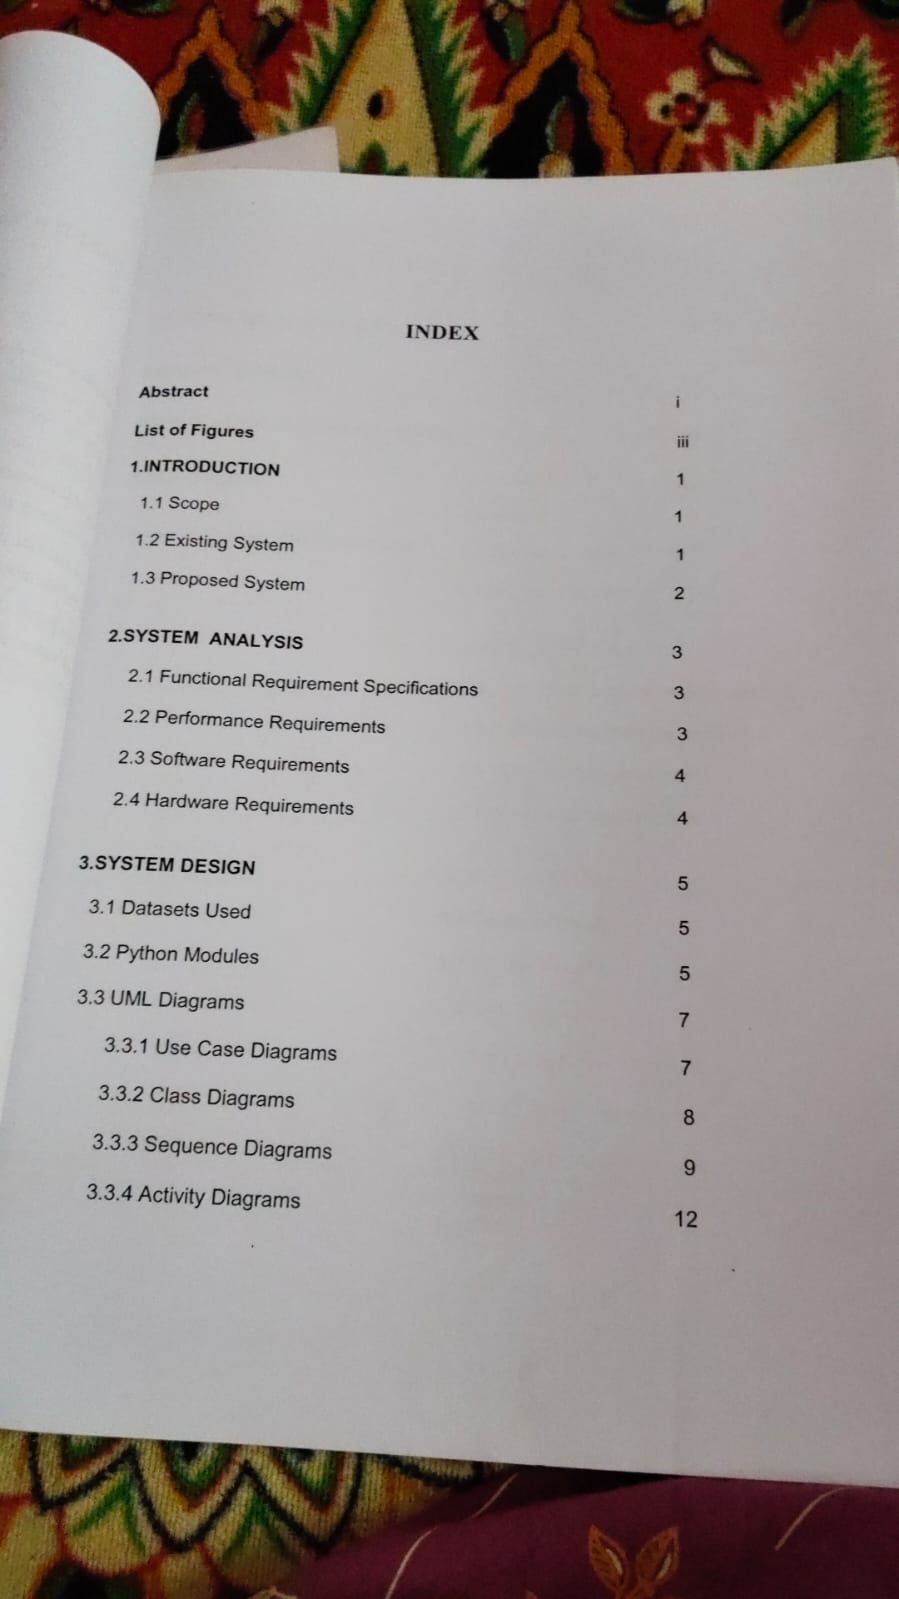 INDEX
Abstract i
List of Figures iii
1.INTRODUCTION 1
1.1 Scope 1
1.2 Existing System 1
1.3 Proposed System 2
2.SYSTEM ANALYSIS 3
2.1 Functional Requirement Specifications 3
2.2 Performance Requirements 3
2.3 Software Requirements 4
2.4 Hardware Requirements 4
3.SYSTEM DESIGN 5
3.1 Datasets Used 5
3.2 Python Modules 5
3.3 UML Diagrams 7
3.3.1 Use Case Diagrams 7
3.3.2 Class Diagrams 8
3.3.3 Sequence Diagrams 9
3.3.4 Activity Diagrams 12